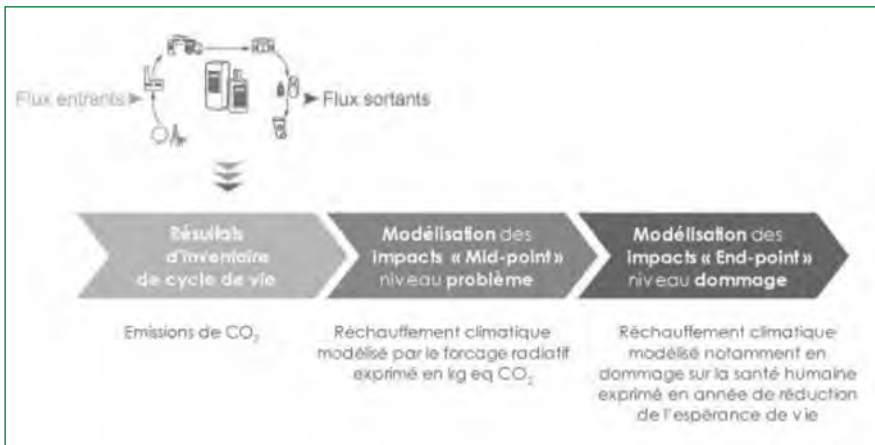 Flux entrants
Flux sortants
Résultats
d'inventaire
de cycle de vie
Modélisation des
impacts « Mid-point »
niveau problème
Modélisation des
impacts « End-point »
niveau dommage
Emissions de CO₂
Réchauffement climatique
modélisé par le forcage radiatif
exprimé en kg eq CO₂
Réchauffement climatique
modélisé notamment en
dommage sur la santé humaine
exprimé en année de réduction
de l'espérance de vie